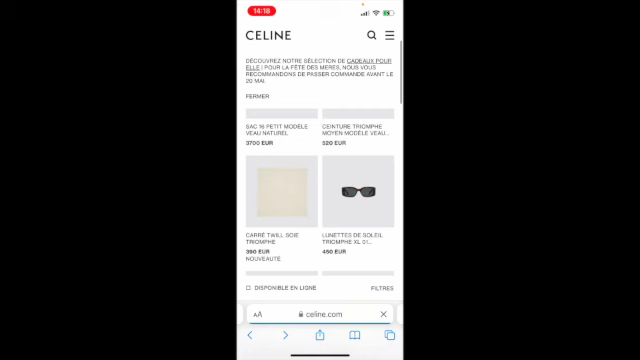 14:18
CELINE
DÉCOUVREZ NOTRE SÉLECTION DE CADEAUX POUR
ELLE ! POUR LA FÊTE DES MERES, NOUS VOUS
RECOMMANDONS DE PASSER COMMANDE AVANT LE
20 MAI.
FERMER
SAC 16 PETIT MODÈLE
VEAU NATUREL
3700 EUR
CEINTURE TRIOMPHE
MOYEN MODÈLE VEAU...
520 EUR
CARRÉ TWILL SOIE
TRIOMPHE
390 EUR
NOUVEAUTÉ
LUNETTES DE SOLEIL
TRIOMPHE XL 01...
450 EUR
DISPONIBLE EN LIGNE
FILTRES
AA
celine.com